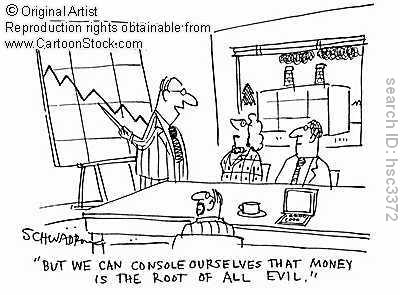 © Original Artist
Reproduction rights obtainable from
www.CartoonStock.com
search ID: hsc3372
SCHWADRON
"BUT WE CAN CONSOLE OURSELVES THAT MONEY
IS THE ROOT OF ALL EVIL."